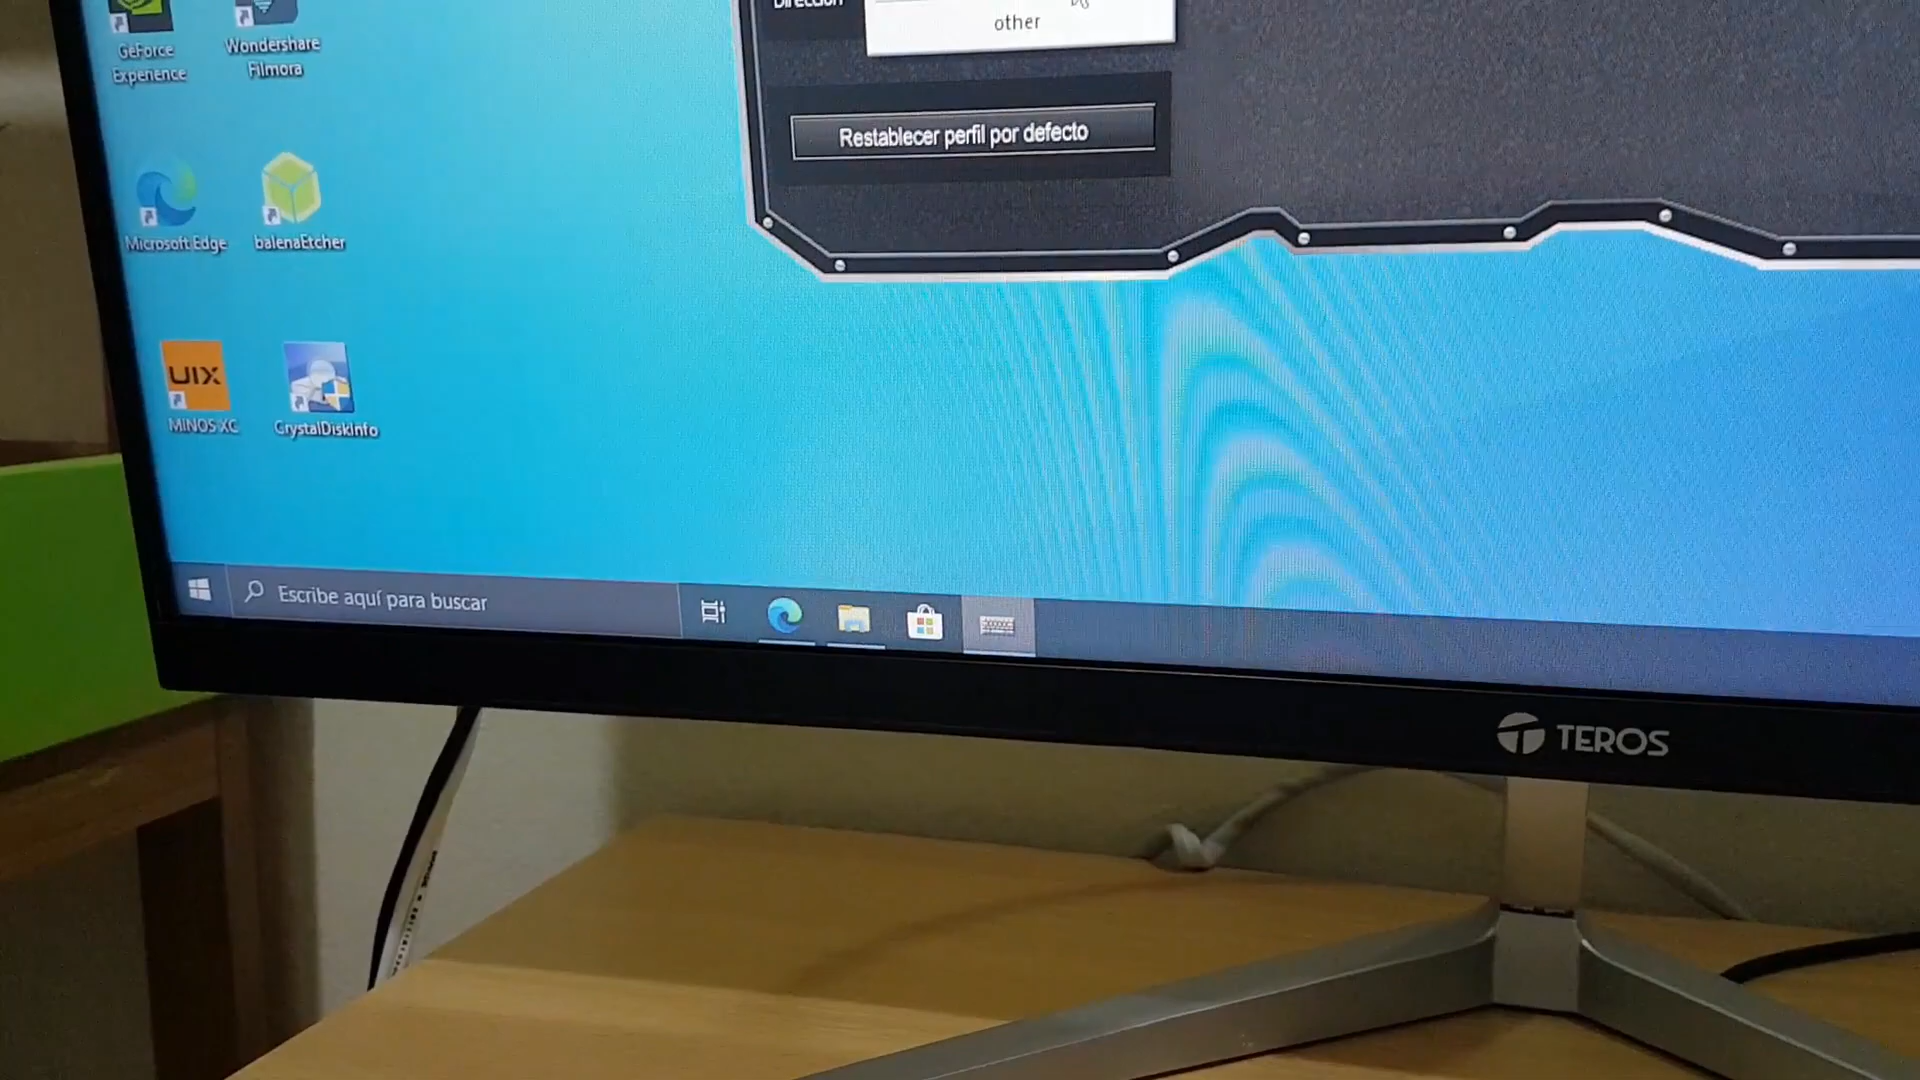 GeForce
Experience
Wondershare
Filmora
Direction
other
Restablecer perfil por defecto
Microsoft Edge
balenaEtcher
UIX
MINOS XC
CrystalDiskInfo
Escribe aquí para buscar
TEROS